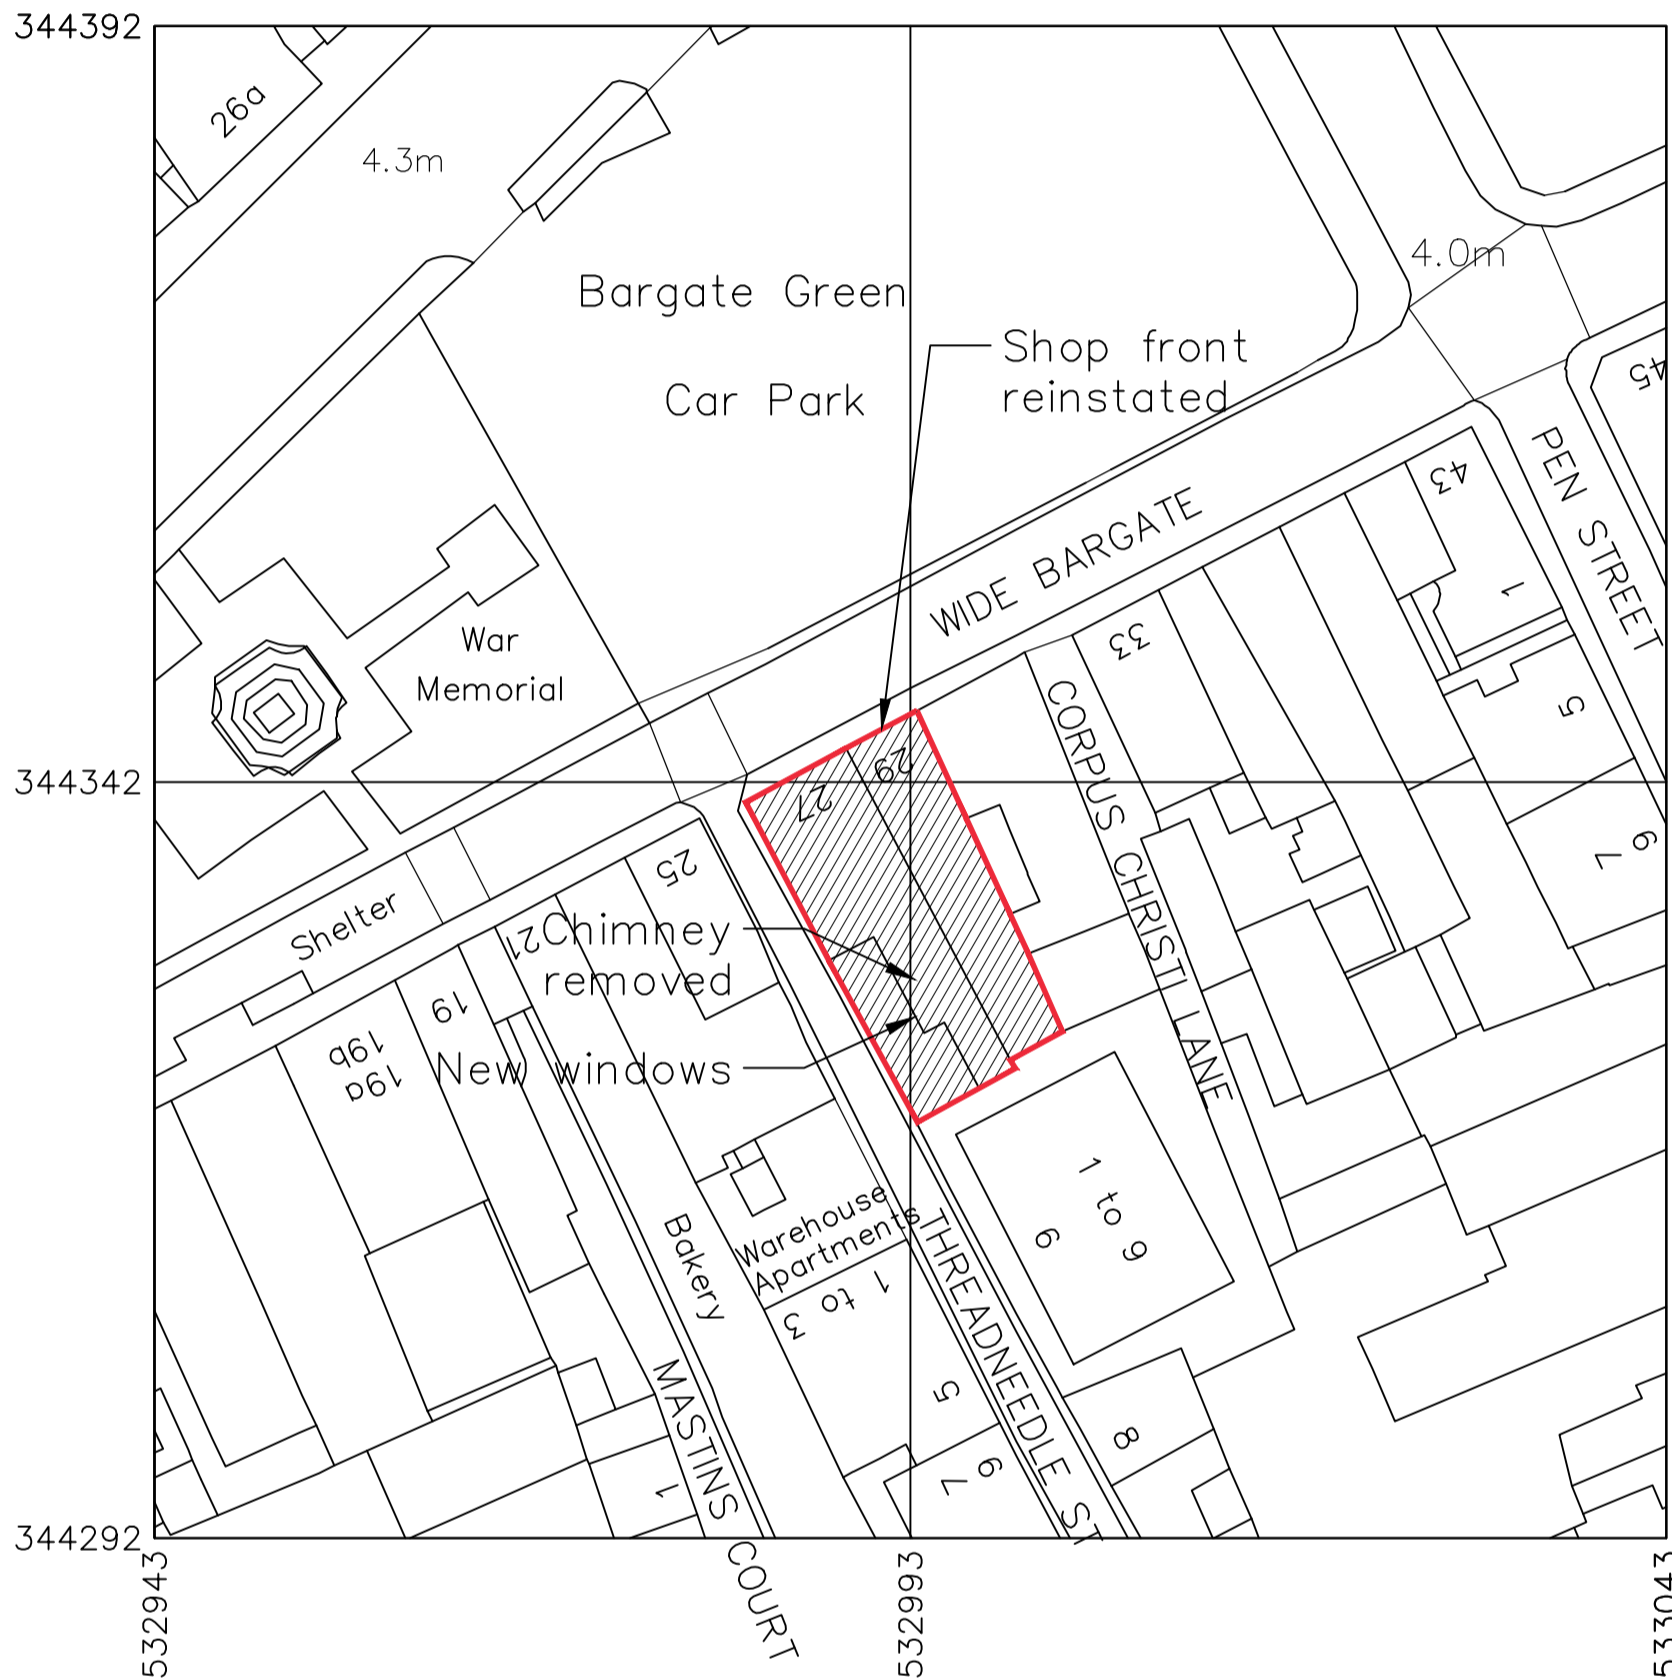 344392
26a
4.3m
4.0m
Bargate Green
Car Park
Shop front
reinstated
45
PEN STREET
43
WIDE BARGATE
1
War
Memorial
33
5
CORPUS CHRISTI LANE
29
344342
27
9
7
25
Shelter
21
Chimney
removed
19
19b
19a
New windows
1 to 9
6
Warehouse
Apartments
1 to 3
Bakery
THREADNEEDLE ST
MASTINS COURT
5
8
9
7
1
344292
532943
532993
533043